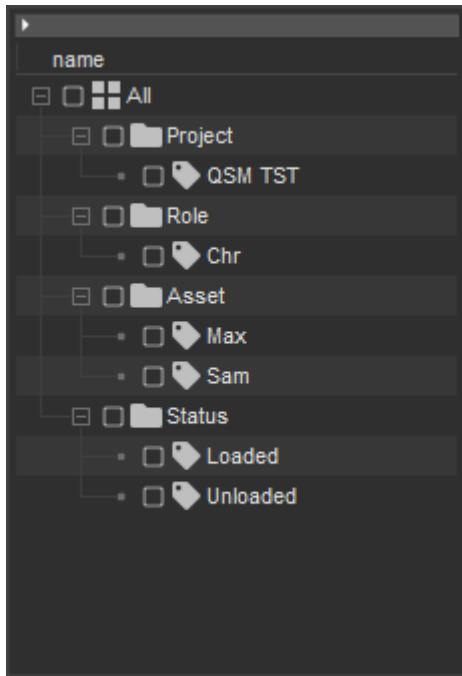 name
All
Project
QSM TST
Role
Chr
Asset
Max
Sam
Status
Loaded
Unloaded